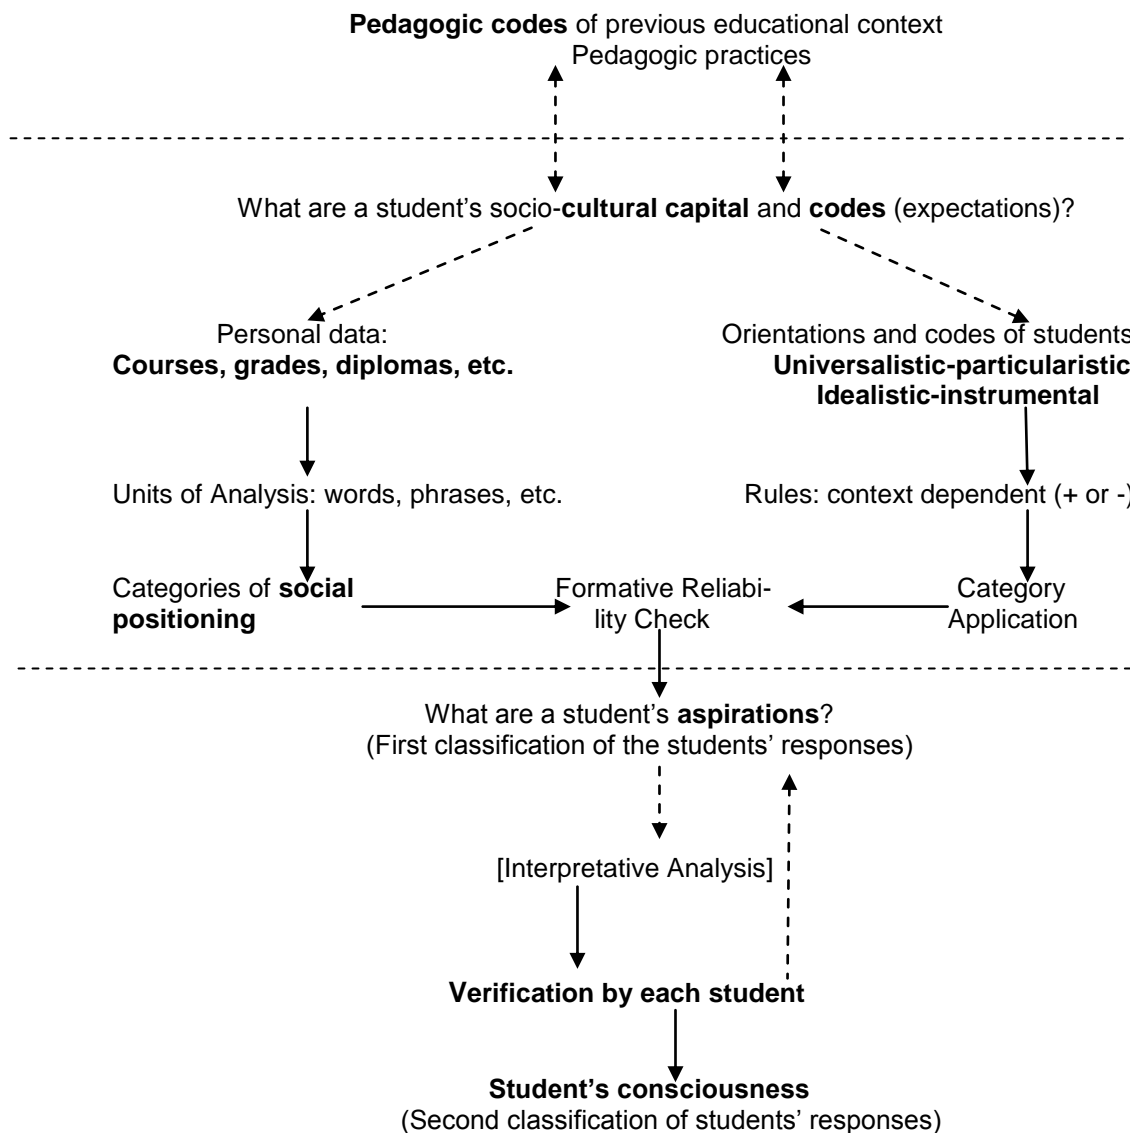 Pedagogic codes of previous educational context
Pedagogic practices
What are a student's socio-cultural capital and codes (expectations)?
Personal data:
Courses, grades, diplomas, etc.
Orientations and codes of students
Universalistic-particularistic
Idealistic-instrumental
Units of Analysis: words, phrases, etc.
Rules: context dependent (+ or -)
Categories of social
positioning
Formative Reliabi-
lity Check
Category
Application
What are a student's aspirations?
(First classification of the students' responses)
[Interpretative Analysis]
Verification by each student
Student's consciousness
(Second classification of students' responses)